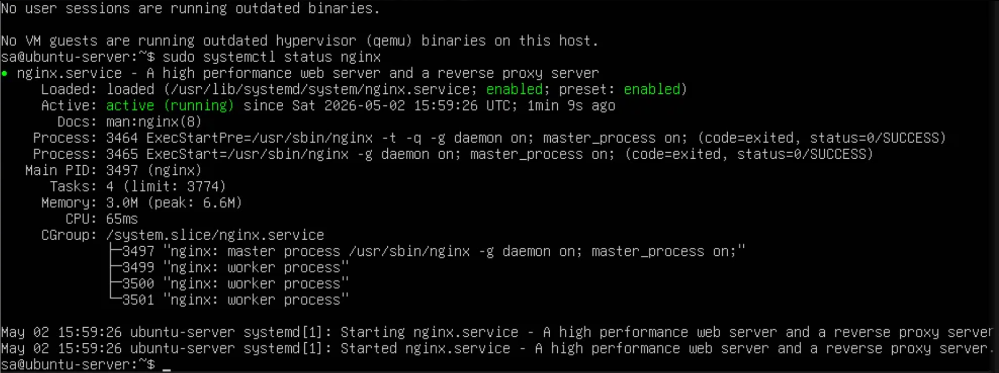 No user sessions are running outdated binaries.
No VM guests are running outdated hypervisor (qemu) binaries on this host.
sa@ubuntu-server:~$ sudo systemctl status nginx
● nginx.service - A high performance web server and a reverse proxy server
     Loaded: loaded (/usr/lib/systemd/system/nginx.service; enabled; preset: enabled)
     Active: active (running) since Sat 2026-05-02 15:59:26 UTC; 1min 9s ago
       Docs: man:nginx(8)
    Process: 3464 ExecStartPre=/usr/sbin/nginx -t -q -g daemon on; master_process on; (code=exited, status=0/SUCCESS)
    Process: 3465 ExecStart=/usr/sbin/nginx -g daemon on; master_process on; (code=exited, status=0/SUCCESS)
   Main PID: 3497 (nginx)
      Tasks: 4 (limit: 3774)
     Memory: 3.0M (peak: 6.6M)
        CPU: 65ms
     CGroup: /system.slice/nginx.service
             ├─3497 "nginx: master process /usr/sbin/nginx -g daemon on; master_process on;"
             ├─3499 "nginx: worker process"
             ├─3500 "nginx: worker process"
             └─3501 "nginx: worker process"
May 02 15:59:26 ubuntu-server systemd[1]: Starting nginx.service - A high performance web server and a reverse proxy server
May 02 15:59:26 ubuntu-server systemd[1]: Started nginx.service - A high performance web server and a reverse proxy server.
sa@ubuntu-server:~$ _